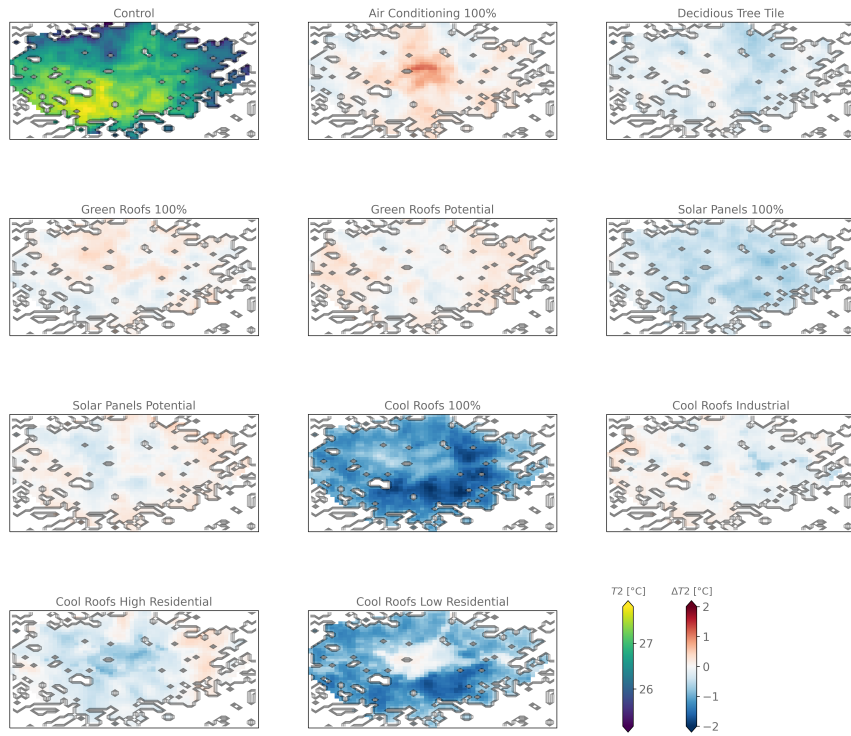 Control
Air Conditioning 100%
Decidious Tree Tile
Green Roofs 100%
Green Roofs Potential
Solar Panels 100%
Solar Panels Potential
Cool Roofs 100%
Cool Roofs Industrial
Cool Roofs High Residential
Cool Roofs Low Residential
T2 [°C]
ΔT2 [°C]
27
26
2
1
0
−1
−2